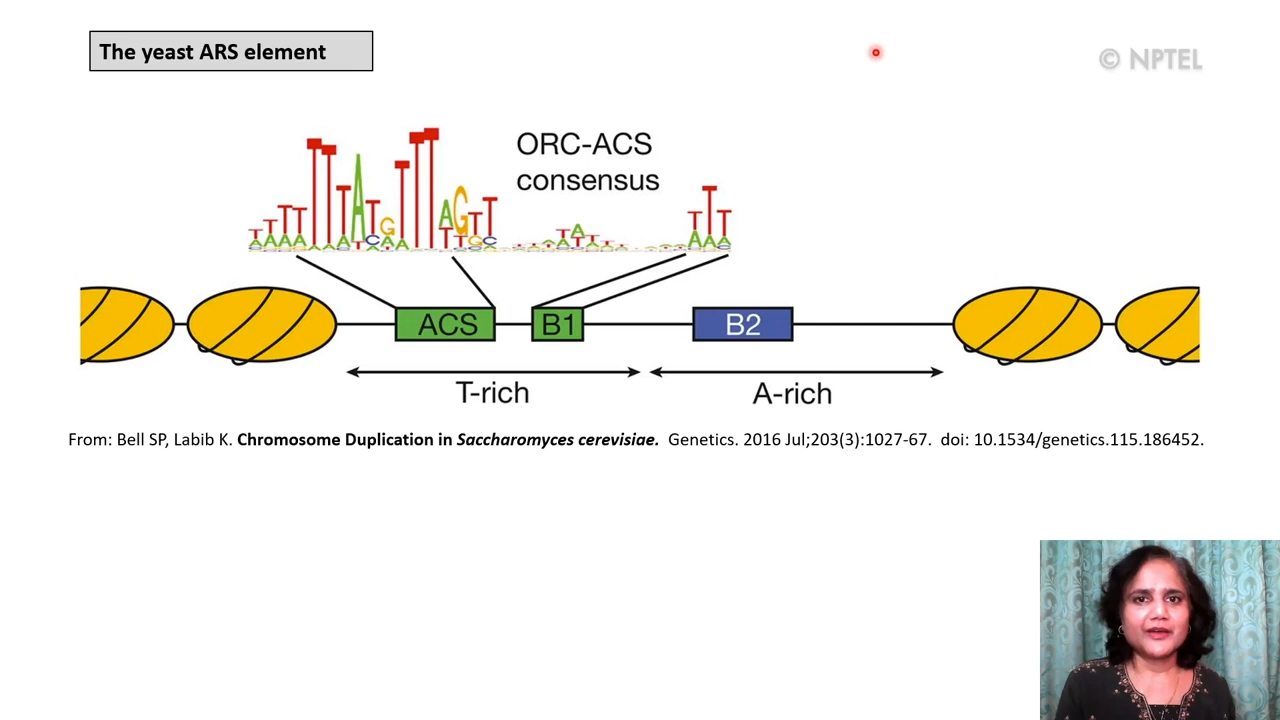 The yeast ARS element
© NPTEL
ORC-ACS
consensus
ACS B1 B2
T-rich A-rich
From: Bell SP, Labib K. Chromosome Duplication in Saccharomyces cerevisiae. Genetics. 2016 Jul;203(3):1027-67. doi: 10.1534/genetics.115.186452.